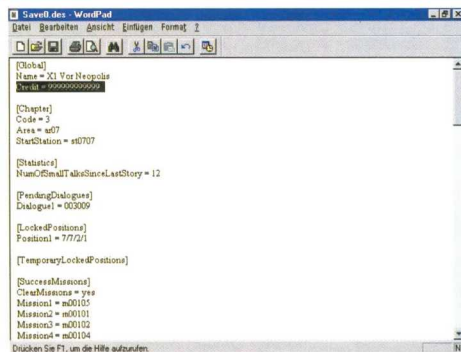 Save0.des - WordPad
Datei Bearbeiten Ansicht Einfügen Format ?
[Global]
Name = X1 Vor Neopolis
Credit = 999999999999
[Chapter]
Code = 3
Area = ar07
StartStation = st0707
[Statistics]
NumOfSmallTalksSinceLastStory = 12
[PendingDialogues]
Dialogue1 = 003009
[LockedPositions]
Position1 = 7/7/2/1
[TemporaryLockedPositions]
[SuccessMissions]
ClearMissions = yes
Mission1 = m00105
Mission2 = m00101
Mission3 = m00102
Mission4 = m00104
Drücken Sie F1, um die Hilfe aufzurufen.
N